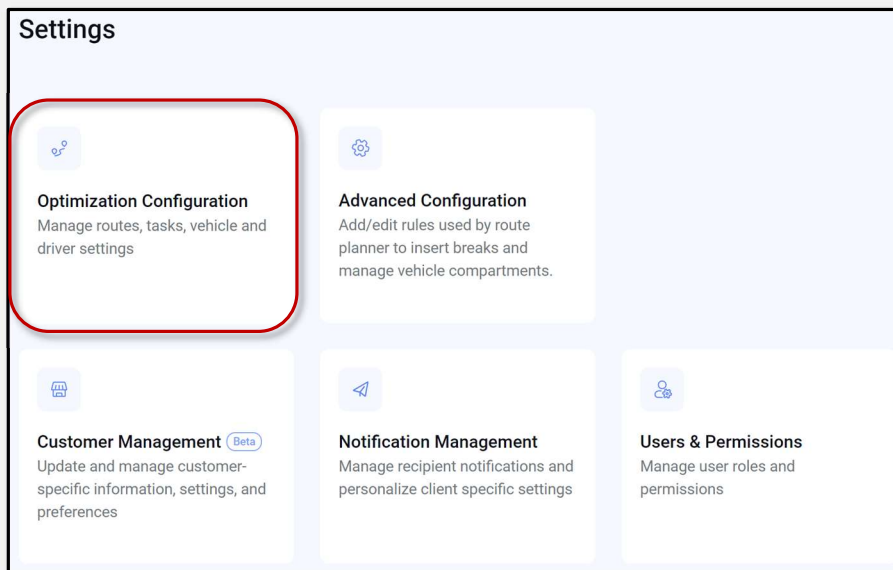 Settings
Optimization Configuration
Manage routes, tasks, vehicle and
driver settings
Advanced Configuration
Add/edit rules used by route
planner to insert breaks and
manage vehicle compartments.
Customer Management Beta
Update and manage customer-
specific information, settings, and
preferences
Notification Management
Manage recipient notifications and
personalize client specific settings
Users & Permissions
Manage user roles and
permissions